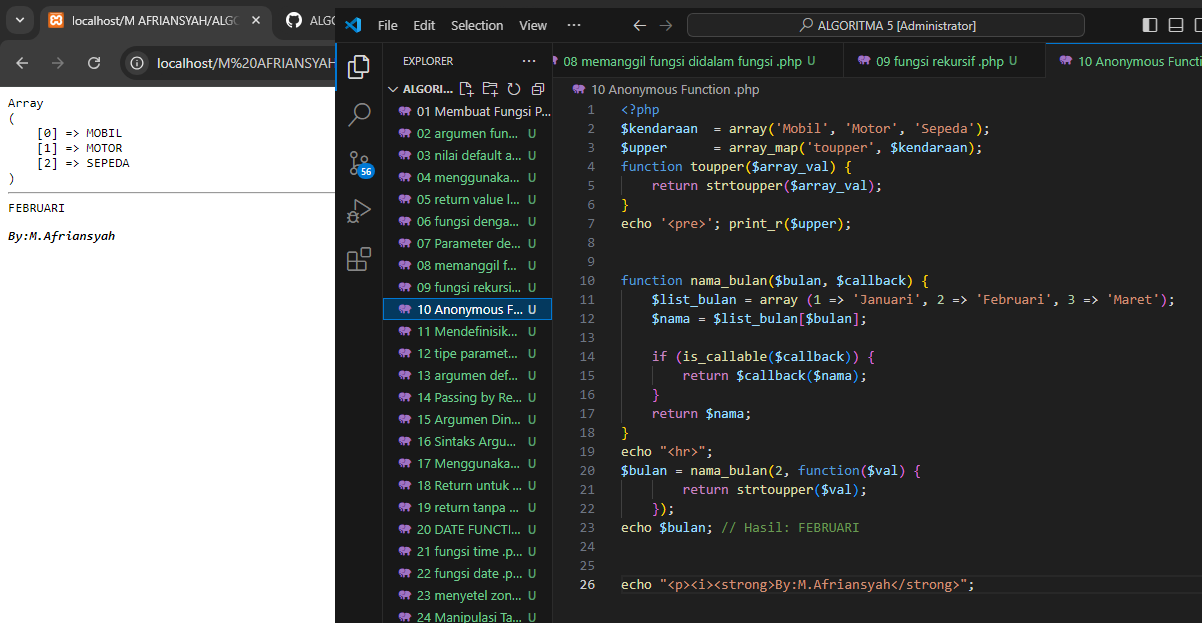 localhost/M AFRIANSYAH/ALGO
ALGO
localhost/M%20AFRIANSYAH
Array
(
[0] => MOBIL
[1] => MOTOR
[2] => SEPEDA
)
FEBRUARI
By:M.Afriansyah
File Edit Selection View ···
ALGORITMA 5 [Administrator]
EXPLORER ···
08 memanggil fungsi didalam fungsi .php U
09 fungsi rekursif .php U
10 Anonymous Functi
56
ALGORI...
01 Membuat Fungsi P...
02 argumen fun... U
03 nilai default a... U
04 menggunaka... U
05 return value l... U
06 fungsi denga... U
07 Parameter de... U
08 memanggil f... U
09 fungsi rekursi... U
10 Anonymous F... U
11 Mendefinisik... U
12 tipe paramet... U
13 argumen def... U
14 Passing by Re... U
15 Argumen Din... U
16 Sintaks Argu... U
17 Menggunaka... U
18 Return untuk ... U
19 return tanpa ... U
20 DATE FUNCTI... U
21 fungsi time .p... U
22 fungsi date .p... U
23 menyetel zon... U
24 Manipulasi Ta... U
10 Anonymous Function .php
1 <?php
2 $kendaraan = array('Mobil', 'Motor', 'Sepeda');
3 $upper = array_map('toupper', $kendaraan);
4 function toupper($array_val) {
5 return strtoupper($array_val);
6 }
7 echo '<pre>'; print_r($upper);
8
9
10 function nama_bulan($bulan, $callback) {
11 $list_bulan = array (1 => 'Januari', 2 => 'Februari', 3 => 'Maret');
12 $nama = $list_bulan[$bulan];
13
14 if (is_callable($callback)) {
15 return $callback($nama);
16 }
17 return $nama;
18 }
19 echo "<hr>";
20 $bulan = nama_bulan(2, function($val) {
21 return strtoupper($val);
22 });
23 echo $bulan; // Hasil: FEBRUARI
24
25
26 echo "<p><i><strong>By:M.Afriansyah</strong>";